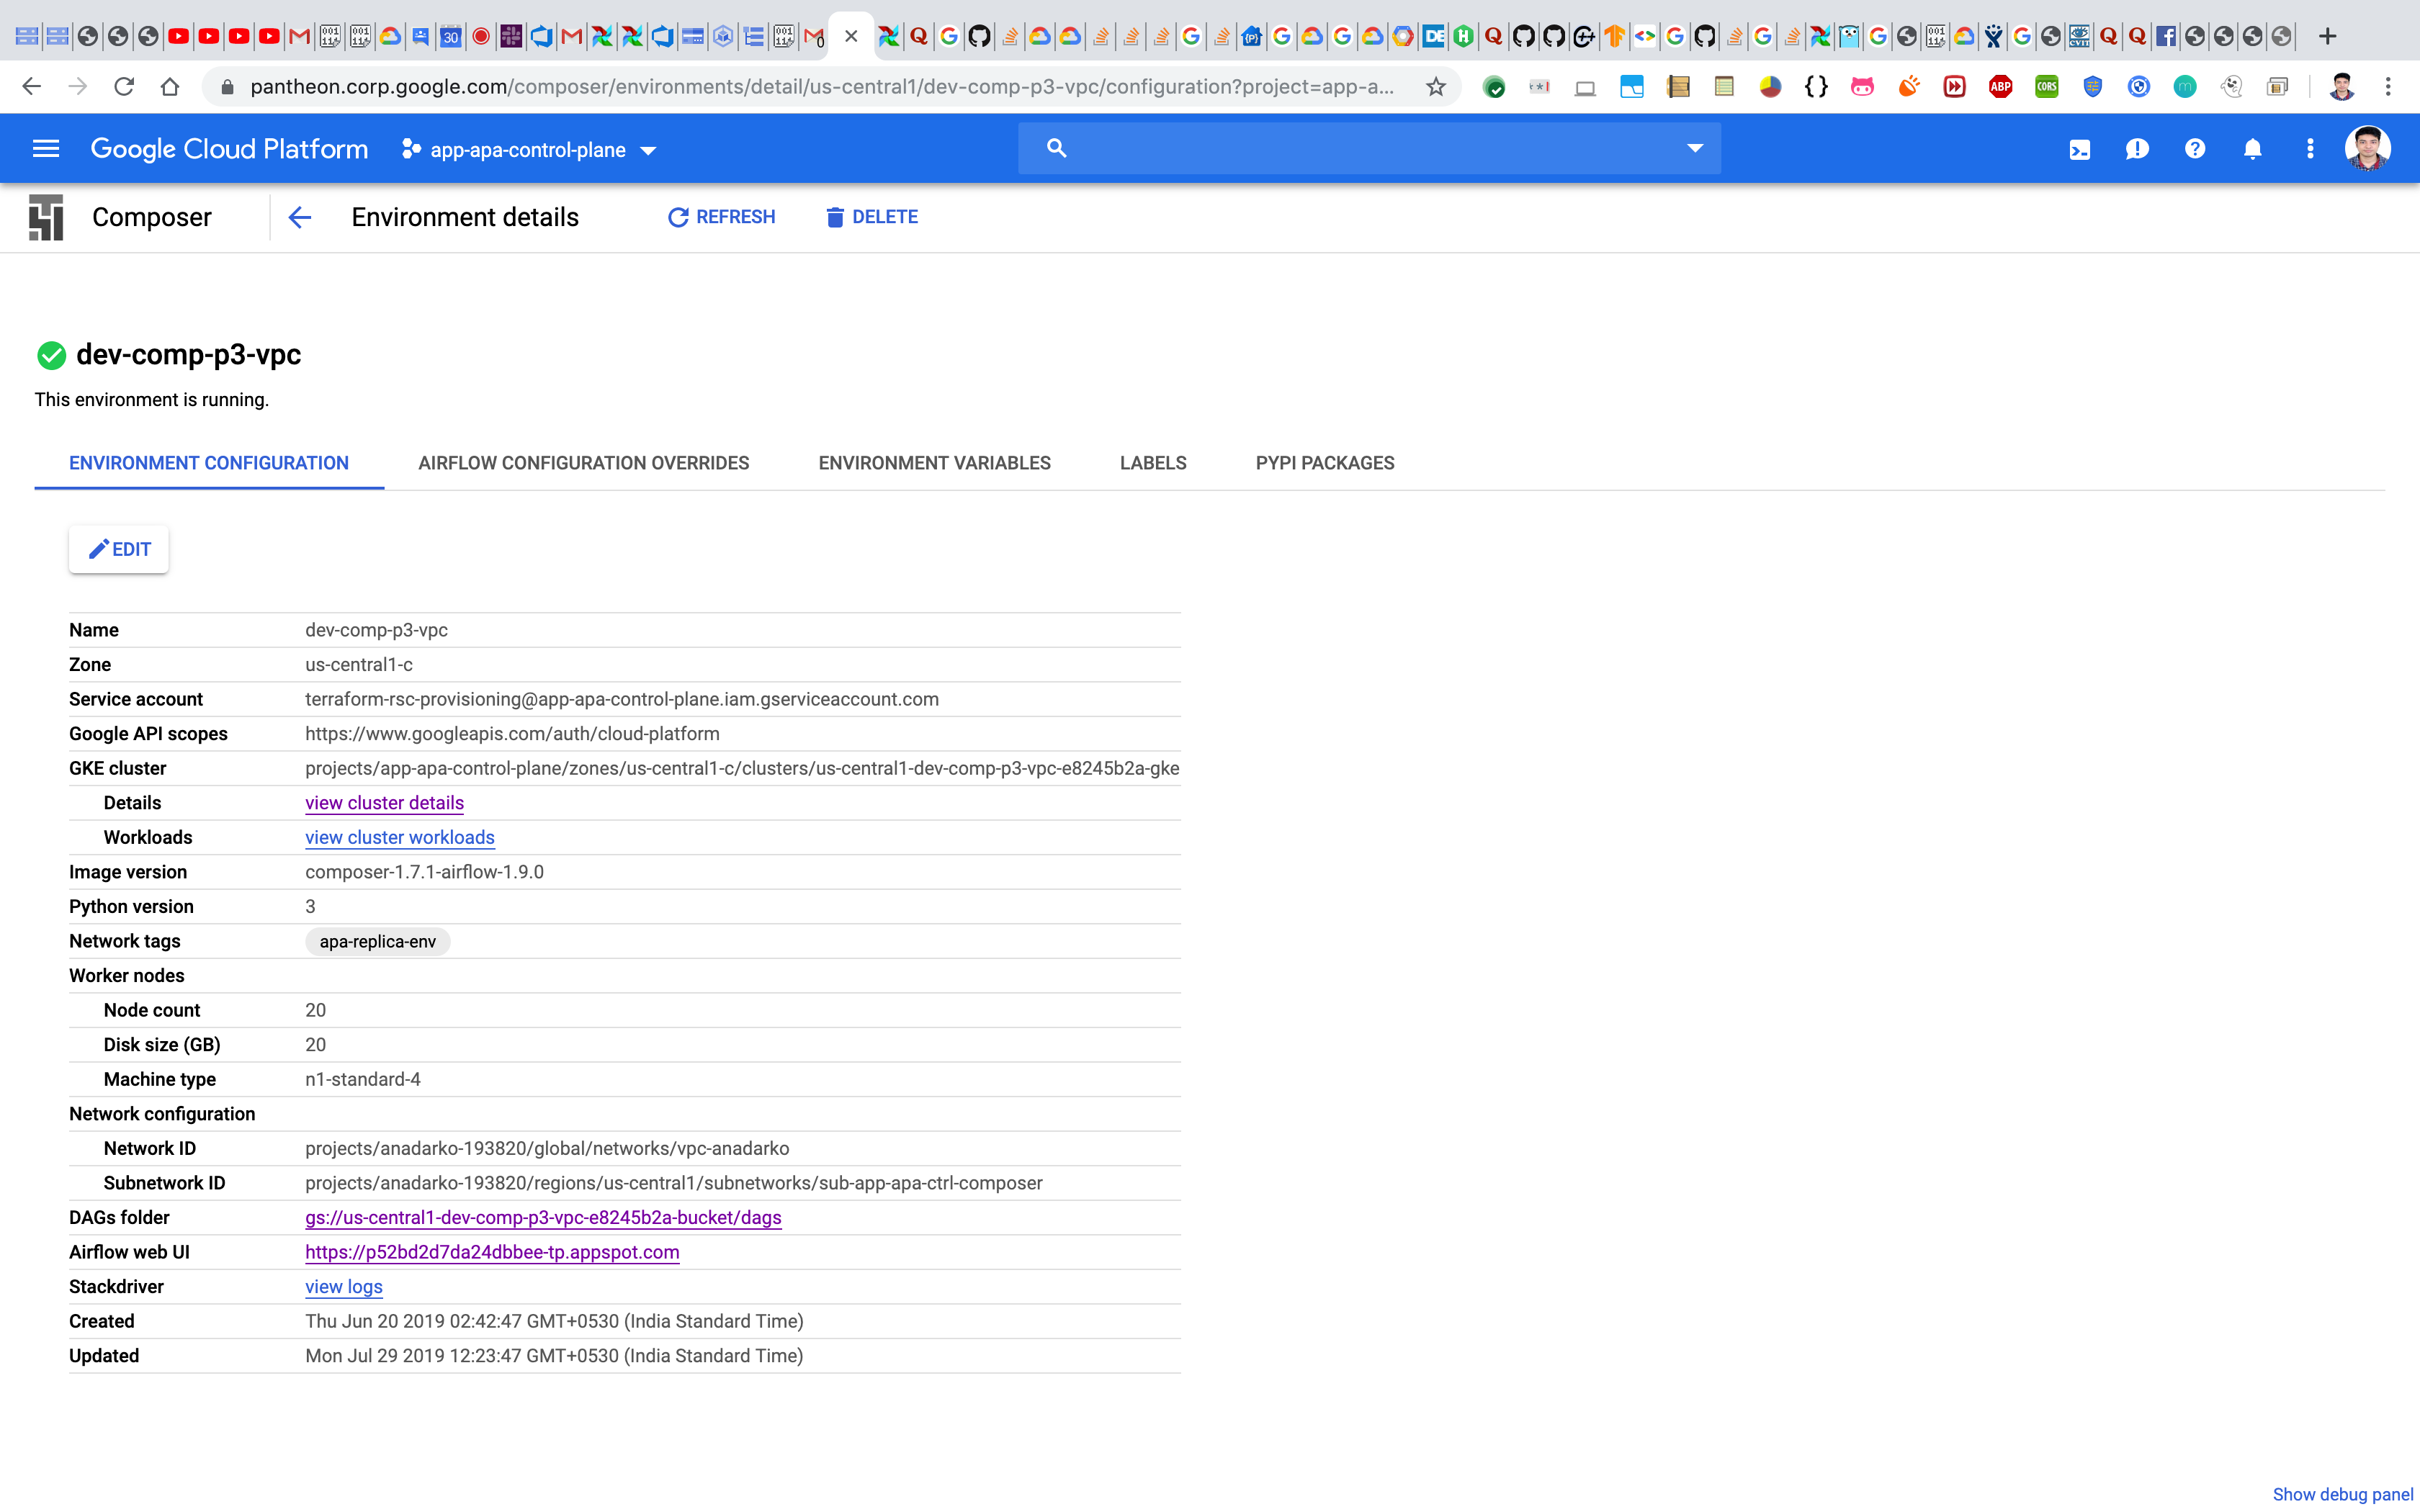 pantheon.corp.google.com/composer/environments/detail/us-central1/dev-comp-p3-vpc/configuration?project=app-a...
Google Cloud Platform
app-apa-control-plane
Composer
Environment details
REFRESH
DELETE
dev-comp-p3-vpc
This environment is running.
ENVIRONMENT CONFIGURATION
AIRFLOW CONFIGURATION OVERRIDES
ENVIRONMENT VARIABLES
LABELS
PYPI PACKAGES
EDIT
Name dev-comp-p3-vpc
Zone us-central1-c
Service account terraform-rsc-provisioning@app-apa-control-plane.iam.gserviceaccount.com
Google API scopes https://www.googleapis.com/auth/cloud-platform
GKE cluster projects/app-apa-control-plane/zones/us-central1-c/clusters/us-central1-dev-comp-p3-vpc-e8245b2a-gke
Details view cluster details
Workloads view cluster workloads
Image version composer-1.7.1-airflow-1.9.0
Python version 3
Network tags apa-replica-env
Worker nodes
Node count 20
Disk size (GB) 20
Machine type n1-standard-4
Network configuration
Network ID projects/anadarko-193820/global/networks/vpc-anadarko
Subnetwork ID projects/anadarko-193820/regions/us-central1/subnetworks/sub-app-apa-ctrl-composer
DAGs folder gs://us-central1-dev-comp-p3-vpc-e8245b2a-bucket/dags
Airflow web UI https://p52bd2d7da24dbbee-tp.appspot.com
Stackdriver view logs
Created Thu Jun 20 2019 02:42:47 GMT+0530 (India Standard Time)
Updated Mon Jul 29 2019 12:23:47 GMT+0530 (India Standard Time)
Show debug panel